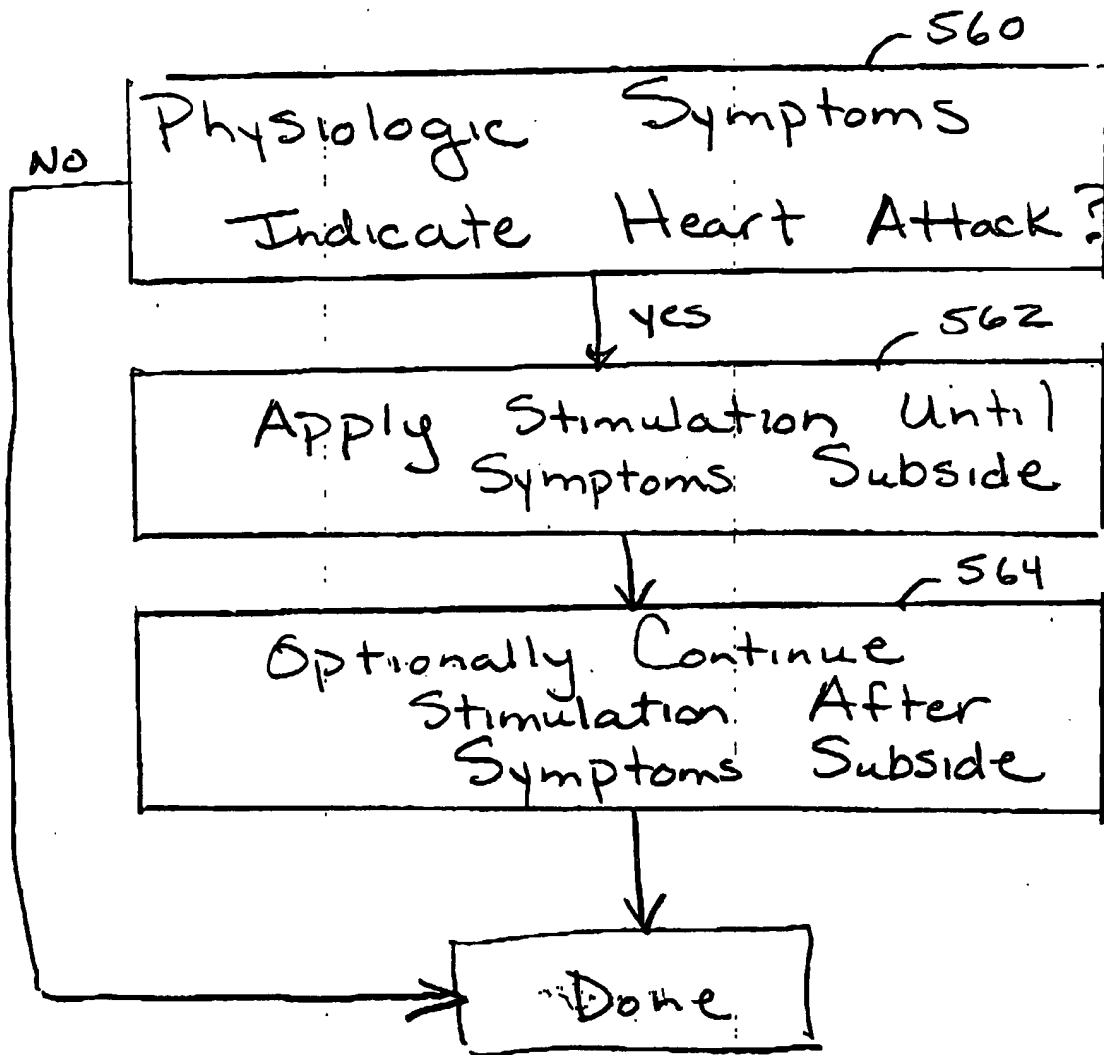 560
Physiologic Symptoms
Indicate Heart Attack?
NO
yes
562
Apply Stimulation Until
Symptoms Subside
564
Optionally Continue
Stimulation After
Symptoms Subside
Done